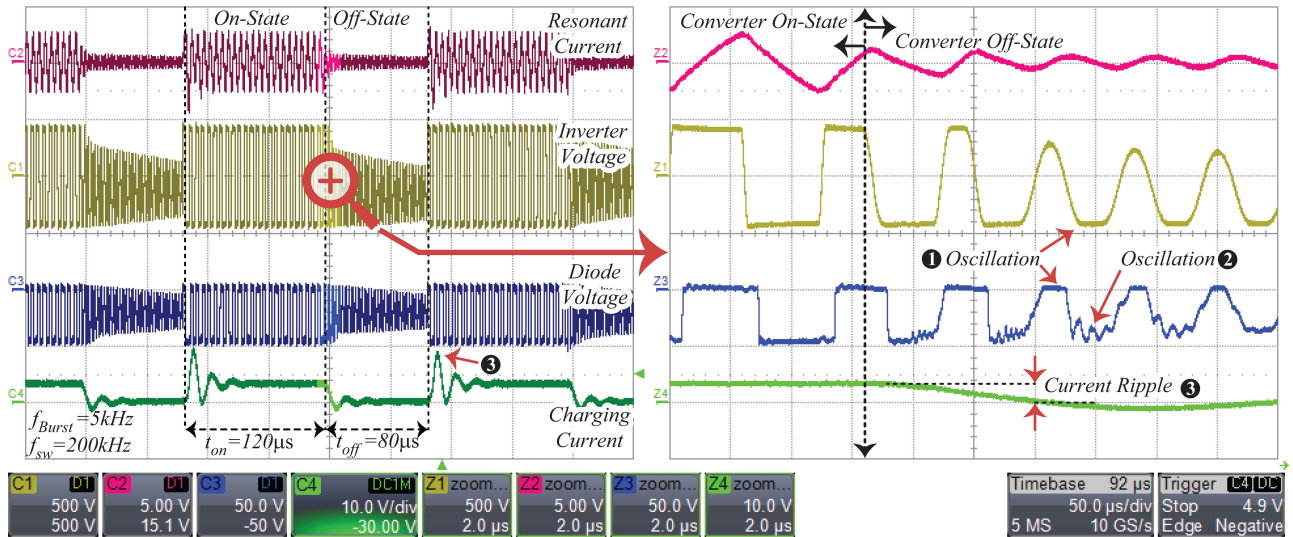 On-State
Off-State
Resonant
Current
C2
Inverter
Voltage
C1
Diode
Voltage
C3
❸
C4
Charging
Current
f_Burst=5kHz
f_sw=200kHz
t_on=120µs
t_off=80µs
Converter On-State
Converter Off-State
Z2
Z1
❶ Oscillation
Oscillation ❷
Z3
Current Ripple ❸
Z4
C1 D1
500 V
500 V
C2 D1
5.00 V
15.1 V
C3 D1
50.0 V
-50 V
C4 DC1M
10.0 V/div
-30.00 V
Z1 zoom...
500 V
2.0 µs
Z2 zoom...
5.00 V
2.0 µs
Z3 zoom...
50.0 V
2.0 µs
Z4 zoom...
10.0 V
2.0 µs
Timebase 92 µs
50.0 µs/div
5 MS 10 GS/s
Trigger C4 DC
Stop 4.9 V
Edge Negative